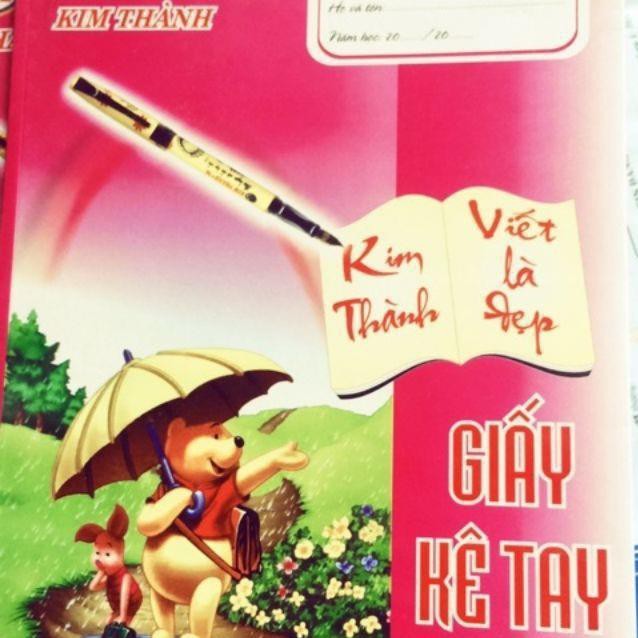 KIM THÀNH
Họ và tên:
Năm học: 20....../20......
Kim
Thành
Viết
là
đẹp
GIẤY
KÊ TAY